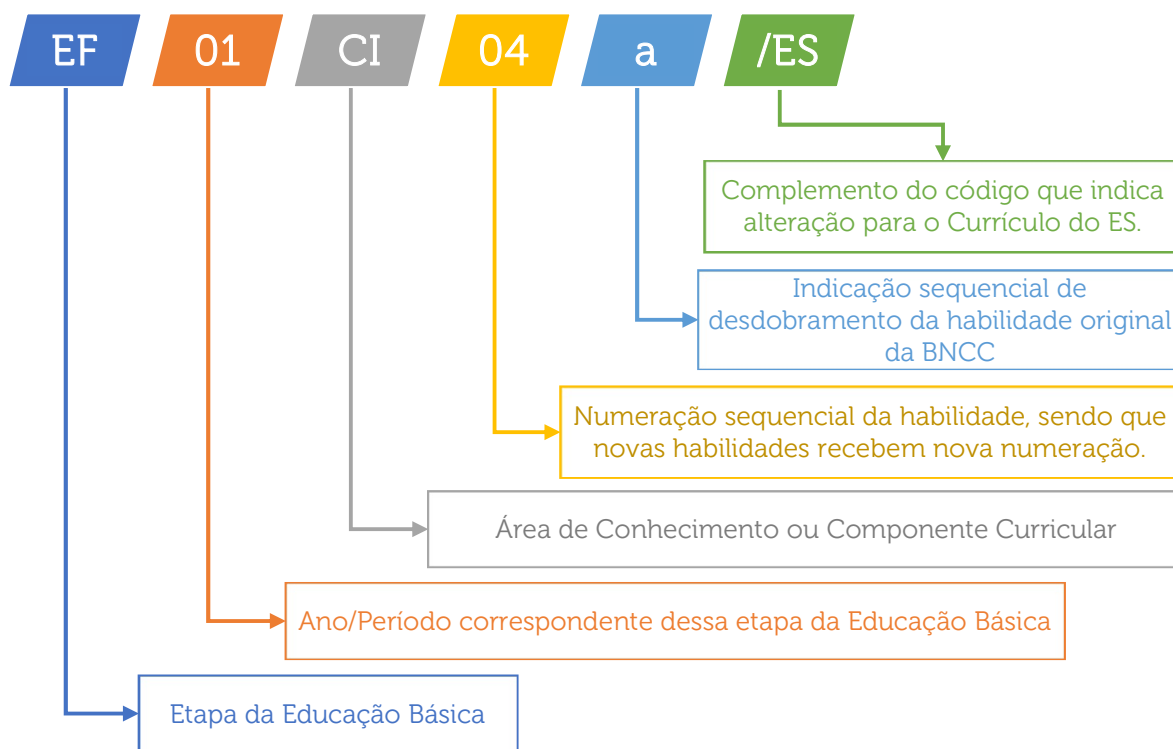 EF 01 CI 04 a /ES
Complemento do código que indica
alteração para o Currículo do ES.
Indicação sequencial de
desdobramento da habilidade original
da BNCC
Numeração sequencial da habilidade, sendo que
novas habilidades recebem nova numeração.
Área de Conhecimento ou Componente Curricular
Ano/Período correspondente dessa etapa da Educação Básica
Etapa da Educação Básica